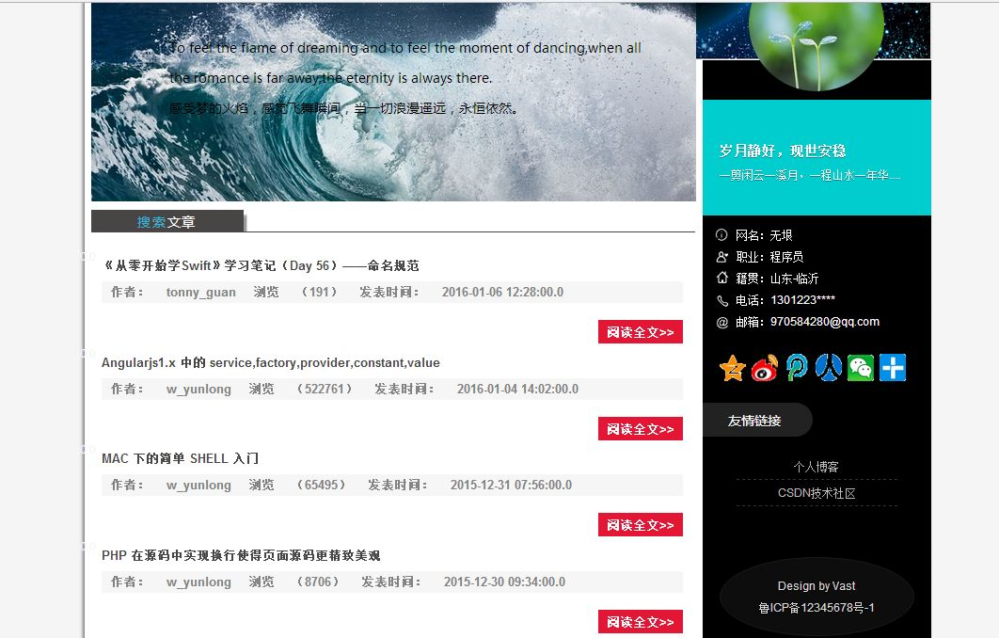 To feel the flame of dreaming and to feel the moment of dancing,when all
the romance is far away,the eternity is always there.
感受梦的火焰，感觉飞舞瞬间，当一切浪漫遥远，永恒依然。
搜索文章
《从零开始学Swift》学习笔记（Day 56）——命名规范
作者： tonny_guan 浏览 （191） 发表时间： 2016-01-06 12:28:00.0
阅读全文>>
Angularjs1.x 中的 service,factory,provider,constant,value
作者： w_yunlong 浏览 （522761） 发表时间： 2016-01-04 14:02:00.0
阅读全文>>
MAC 下的简单 SHELL 入门
作者： w_yunlong 浏览 （65495） 发表时间： 2015-12-31 07:56:00.0
阅读全文>>
PHP 在源码中实现换行使得页面源码更精致美观
作者： w_yunlong 浏览 （8706） 发表时间： 2015-12-30 09:34:00.0
阅读全文>>
岁月静好，现世安稳
一剪闲云一溪月，一程山水一年华....
网名：无垠
职业：程序员
籍贯：山东-临沂
电话：1301223****
邮箱：970584280@qq.com
友情链接
个人博客
CSDN技术社区
Design by Vast
鲁ICP备12345678号-1